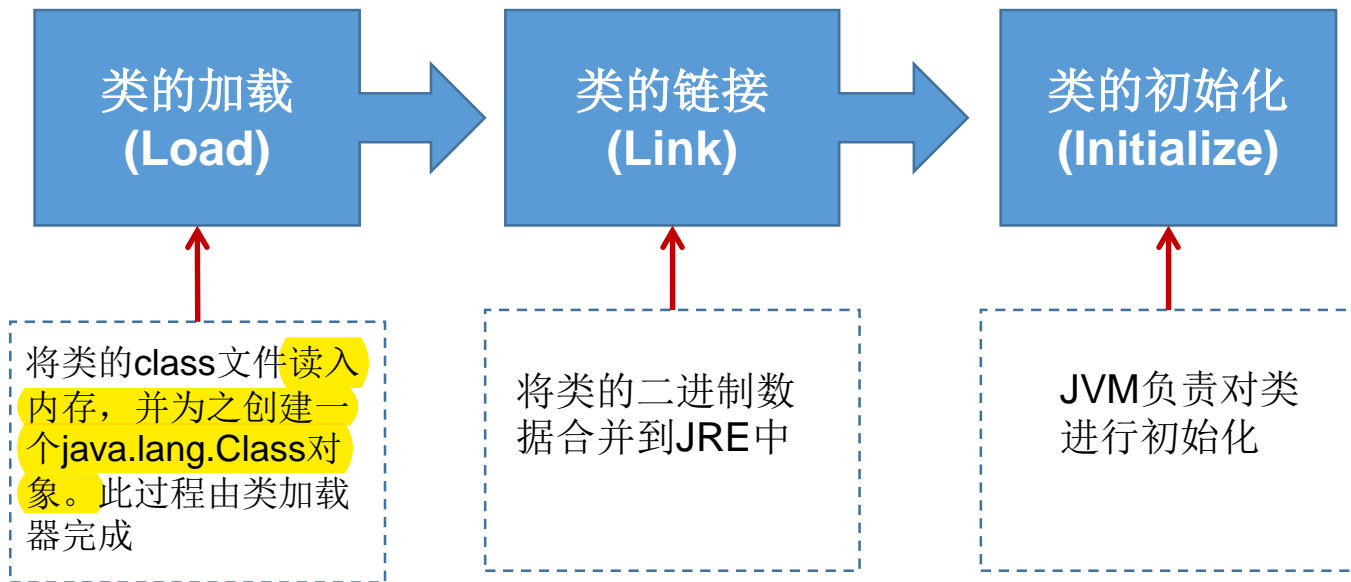 类的加载
(Load)
类的链接
(Link)
类的初始化
(Initialize)
将类的class文件读入
内存，并为之创建一
个java.lang.Class对
象。此过程由类加载
器完成
将类的二进制数
据合并到JRE中
JVM负责对类
进行初始化